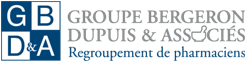 GB
D&A
GROUPE BERGERON
DUPUIS & ASSOCIÉS
Regroupement de pharmaciens